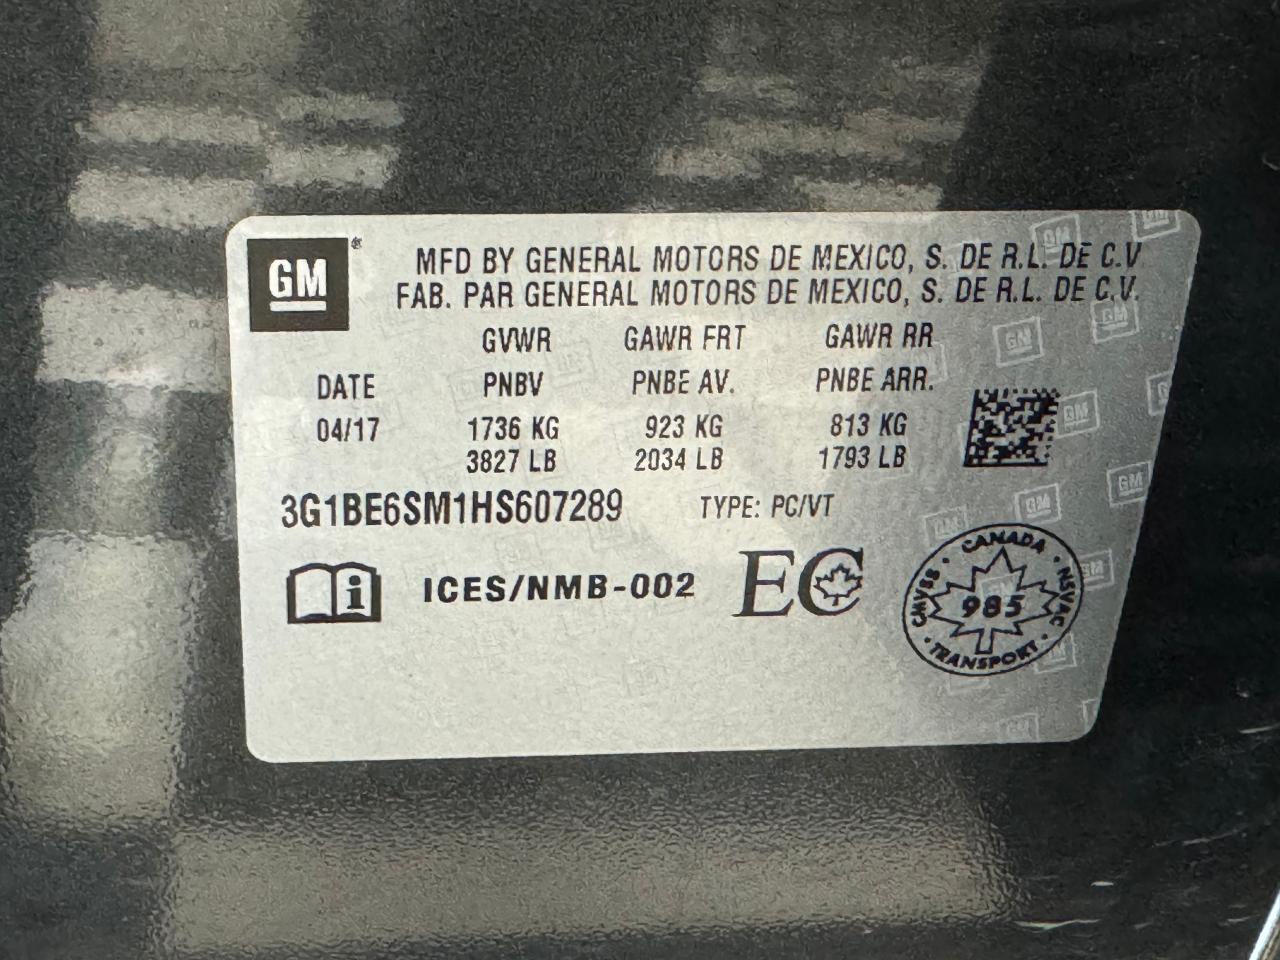 GM ®
MFD BY GENERAL MOTORS DE MEXICO, S. DE R.L. DE C.V
FAB. PAR GENERAL MOTORS DE MEXICO, S. DE R.L. DE C.V.
GVWR GAWR FRT GAWR RR
DATE PNBV PNBE AV. PNBE ARR.
04/17 1736 KG 923 KG 813 KG
3827 LB 2034 LB 1793 LB
3G1BE6SM1HS607289 TYPE: PC/VT
i ICES/NMB-002 EC
CANADA
CMVSS 985 NSVAC
TRANSPORT